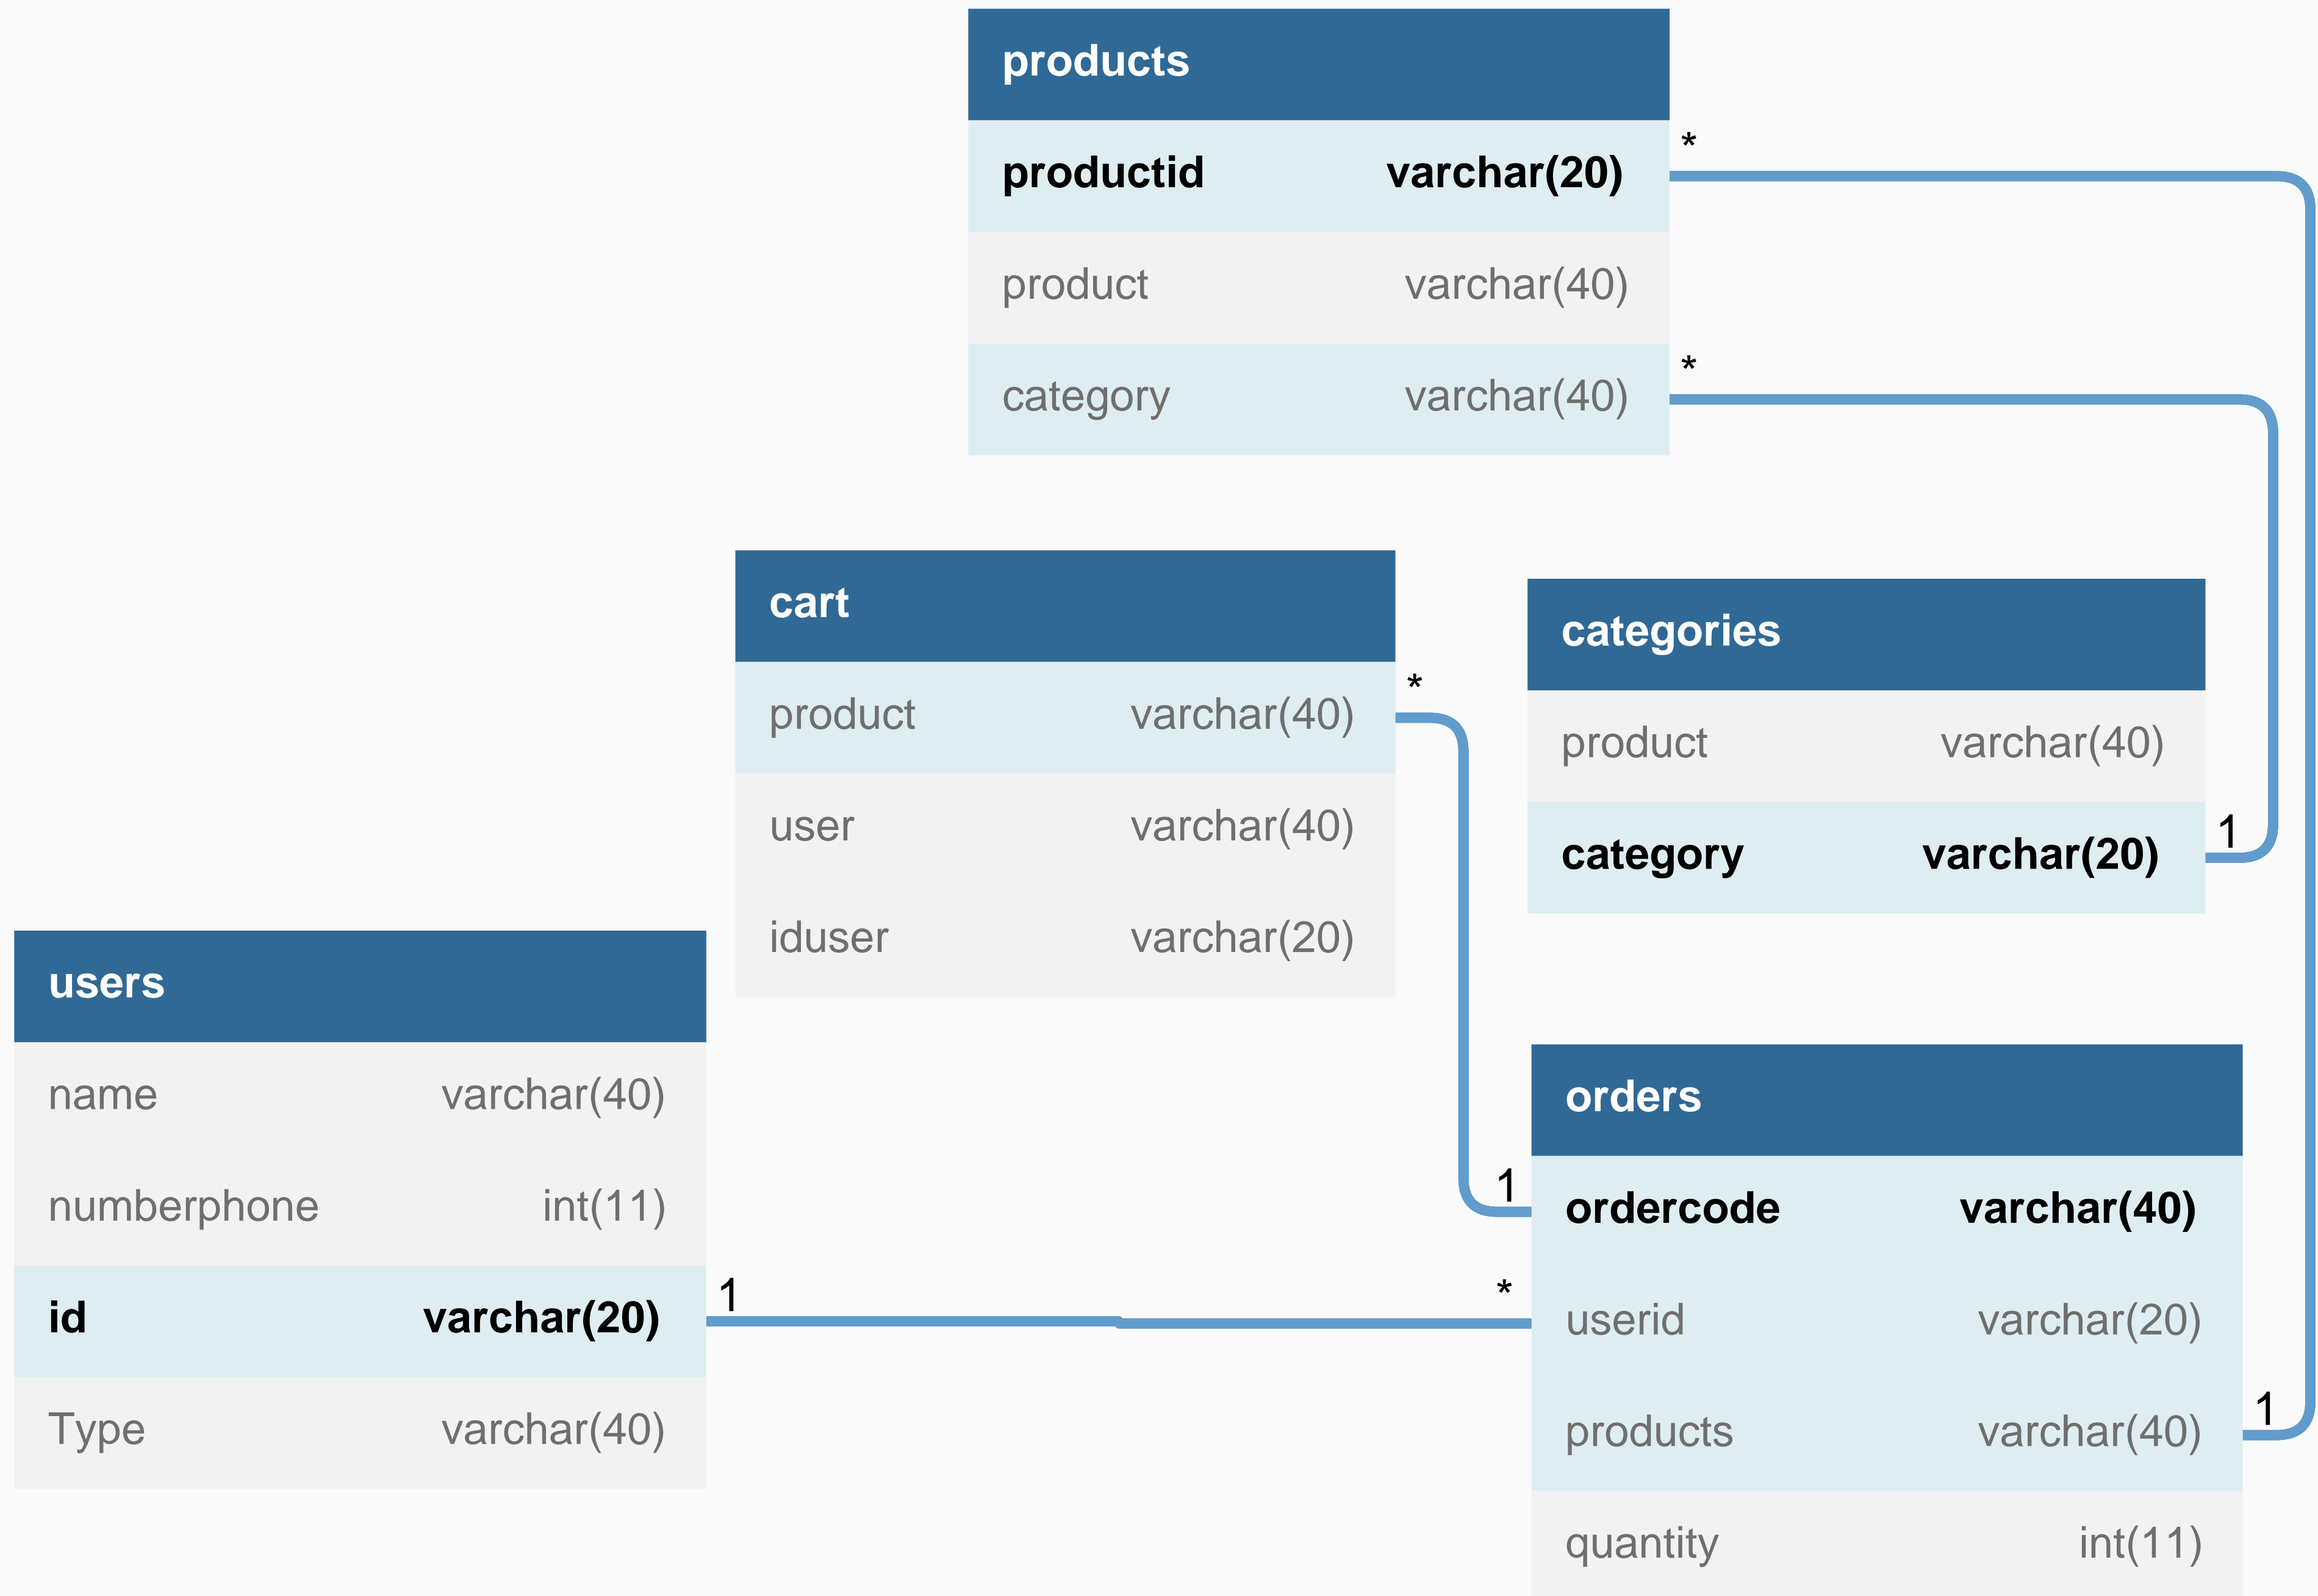 products
productid varchar(20) *
product varchar(40)
category varchar(40) *
cart
product varchar(40) *
user varchar(40)
iduser varchar(20)
categories
product varchar(40)
category varchar(20) 1
users
name varchar(40)
numberphone int(11)
id varchar(20) 1
Type varchar(40)
orders
1 ordercode varchar(40)
* userid varchar(20)
products varchar(40) 1
quantity int(11)